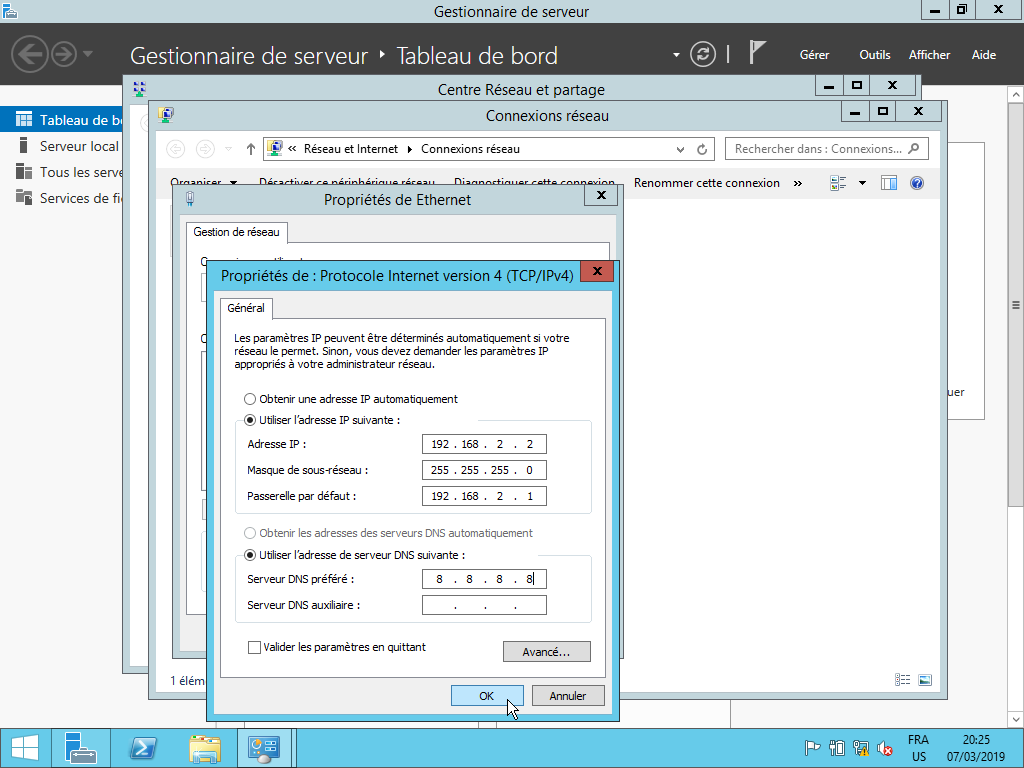 Gestionnaire de serveur
Gestionnaire de serveur
Tableau de bord
Gérer
Outils
Afficher
Aide
Centre Réseau et partage
Connexions réseau
Tableau de
Serveur local
Tous les
Services de
Réseau et Internet
Connexions réseau
Rechercher dans : Connexions...
Organiser
Désactiver ce périphérique réseau
Diagnostiquer cette connexion
Renommer cette connexion
»
Propriétés de Ethernet
Gestion de réseau
Propriétés de : Protocole Internet version 4 (TCP/IPv4)
Général
Les paramètres IP peuvent être déterminés automatiquement si votre
réseau le permet. Sinon, vous devez demander les paramètres IP
appropriés à votre administrateur réseau.
Obtenir une adresse IP automatiquement
Utiliser l'adresse IP suivante :
Adresse IP :
192 . 168 . 2 . 2
Masque de sous-réseau :
255 . 255 . 255 . 0
Passerelle par défaut :
192 . 168 . 2 . 1
Obtenir les adresses des serveurs DNS automatiquement
Utiliser l'adresse de serveur DNS suivante :
Serveur DNS préféré :
8 . 8 . 8 . 8
Serveur DNS auxiliaire :
. . .
Valider les paramètres en quittant
Avancé...
OK
Annuler
1
FRA
US
20:25
07/03/2019